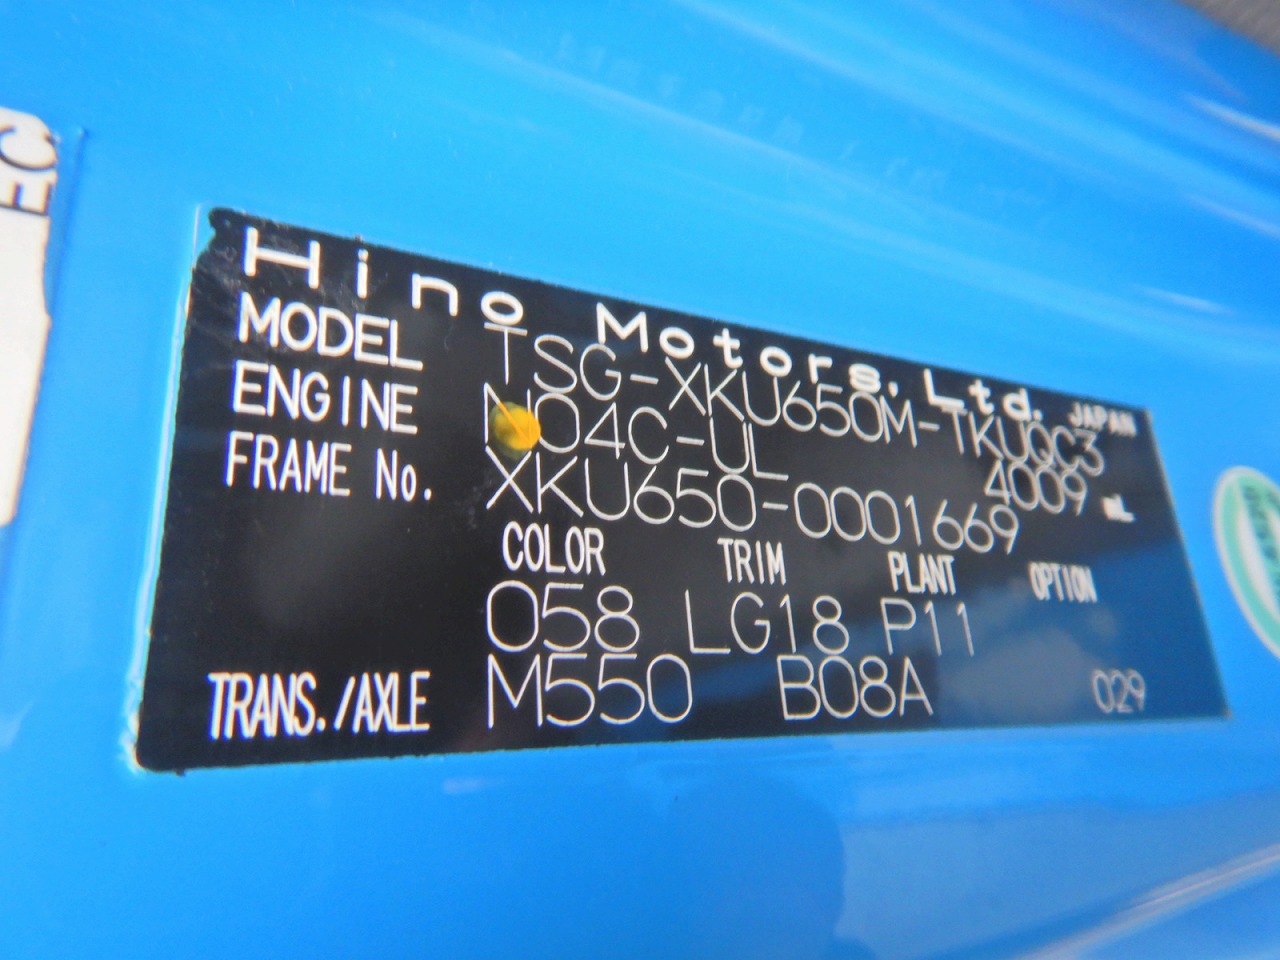 EC
Hino Motors, Ltd. JAPAN
MODEL TSG-XKU650M-TKUQC3
ENGINE N04C-UL 4009 mL
FRAME No. XKU650-0001669
COLOR TRIM PLANT OPTION
058 LG18 P11
TRANS./AXLE M550 B08A 029